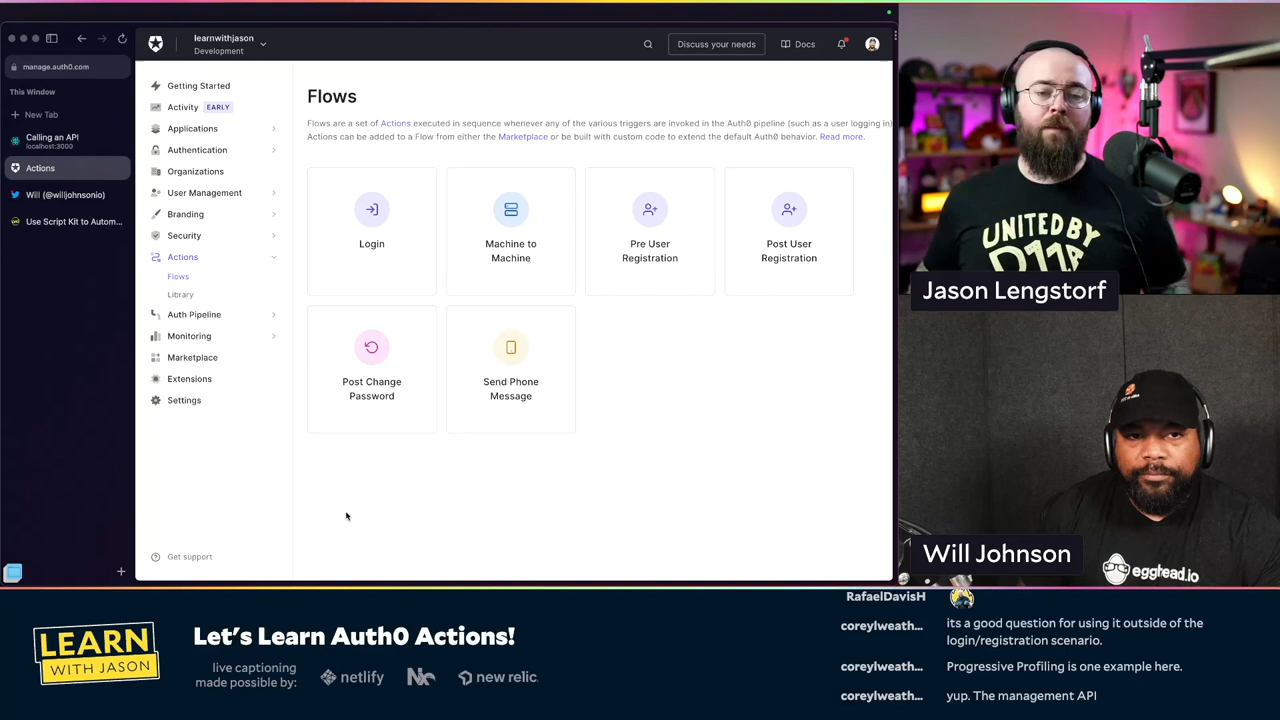 manage.auth0.com
This Window
New Tab
Calling an API
localhost:3000
Actions
Will (@willjohnsonio)
Use Script Kit to Autom...
learnwithjason
Development
Discuss your needs
Docs
Getting Started
Activity EARLY
Applications
Authentication
Organizations
User Management
Branding
Security
Actions
Flows
Library
Auth Pipeline
Monitoring
Marketplace
Extensions
Settings
Get support
Flows
Flows are a set of Actions executed in sequence whenever any of the various triggers are invoked in the Auth0 pipeline (such as a user logging in)
Actions can be added to a Flow from either the Marketplace or be built with custom code to extend the default Auth0 behavior. Read more.
Login
Machine to
Machine
Pre User
Registration
Post User
Registration
Post Change
Password
Send Phone
Message
UNITED BY
Jason Lengstorf
Will Johnson
egghead.io
LEARN
WITH JASON
Let's Learn Auth0 Actions!
live captioning
made possible by:
netlify
Nx
new relic.
RafaelDavisH
coreylweath... its a good question for using it outside of the
login/registration scenario.
coreylweath... Progressive Profiling is one example here.
coreylweath... yup. The management API